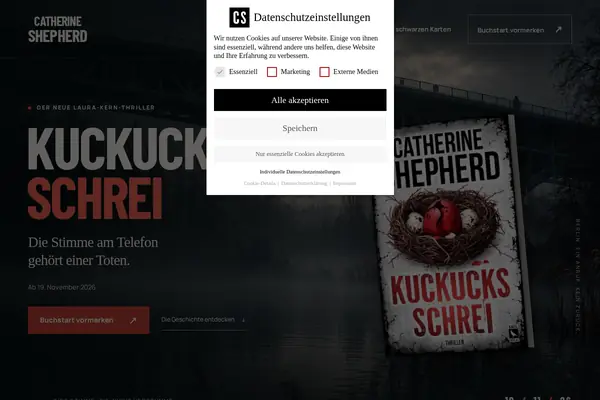 CATHERINE
SHEPHERD
schwarzen Karten
Buchstart vormerken ↗
CS Datenschutzeinstellungen
Wir nutzen Cookies auf unserer Website. Einige von ihnen
sind essenziell, während andere uns helfen, diese Website
und Ihre Erfahrung zu verbessern.
Essenziell
Marketing
Externe Medien
Alle akzeptieren
Speichern
Nur essenzielle Cookies akzeptieren
Individuelle Datenschutzeinstellungen
Cookie-Details | Datenschutzerklärung | Impressum
DER NEUE LAURA-KERN-THRILLER
KUCKUCKS
SCHREI
Die Stimme am Telefon
gehört einer Toten.
Ab 19. November 2026
Buchstart vormerken ↗
Die Geschichte entdecken ↓
CATHERINE
SHEPHERD
KUCKUCKS
SCHREI
THRILLER